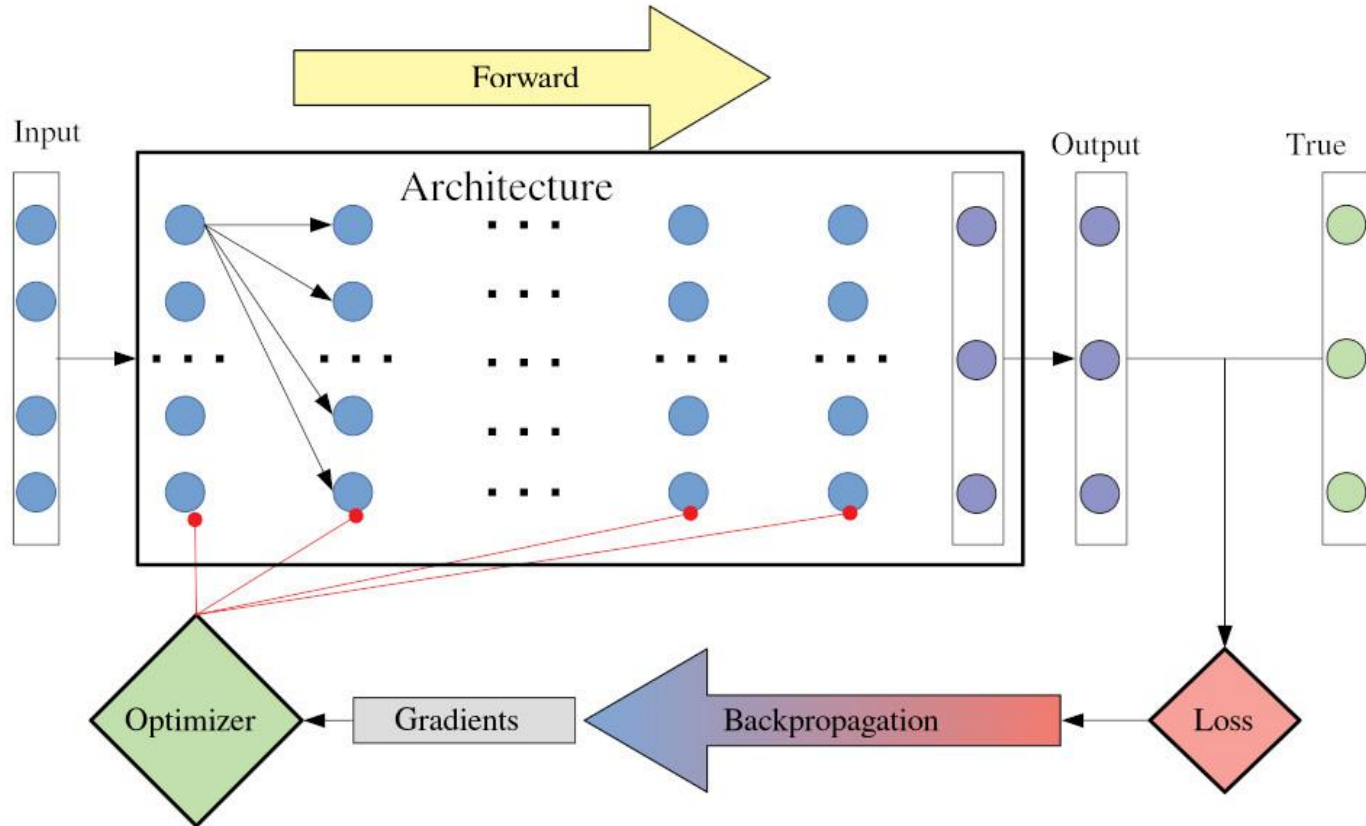 Forward
Input
Output
True
Architecture
Optimizer
Gradients
Backpropagation
Loss